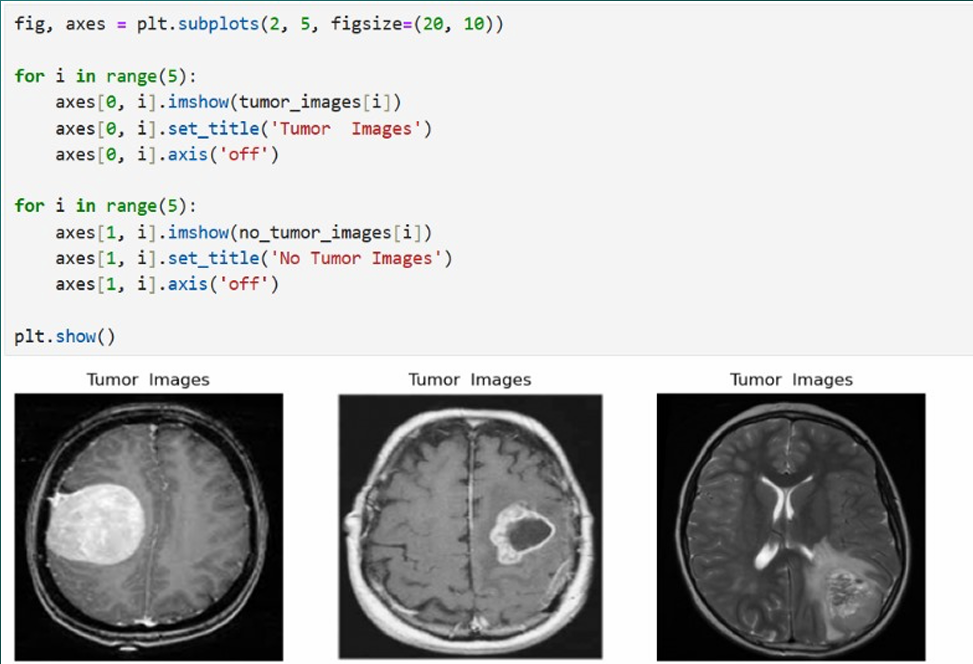 fig, axes = plt.subplots(2, 5, figsize=(20, 10))

for i in range(5):
    axes[0, i].imshow(tumor_images[i])
    axes[0, i].set_title('Tumor  Images')
    axes[0, i].axis('off')

for i in range(5):
    axes[1, i].imshow(no_tumor_images[i])
    axes[1, i].set_title('No Tumor Images')
    axes[1, i].axis('off')

plt.show()
Tumor  Images
Tumor  Images
Tumor  Images